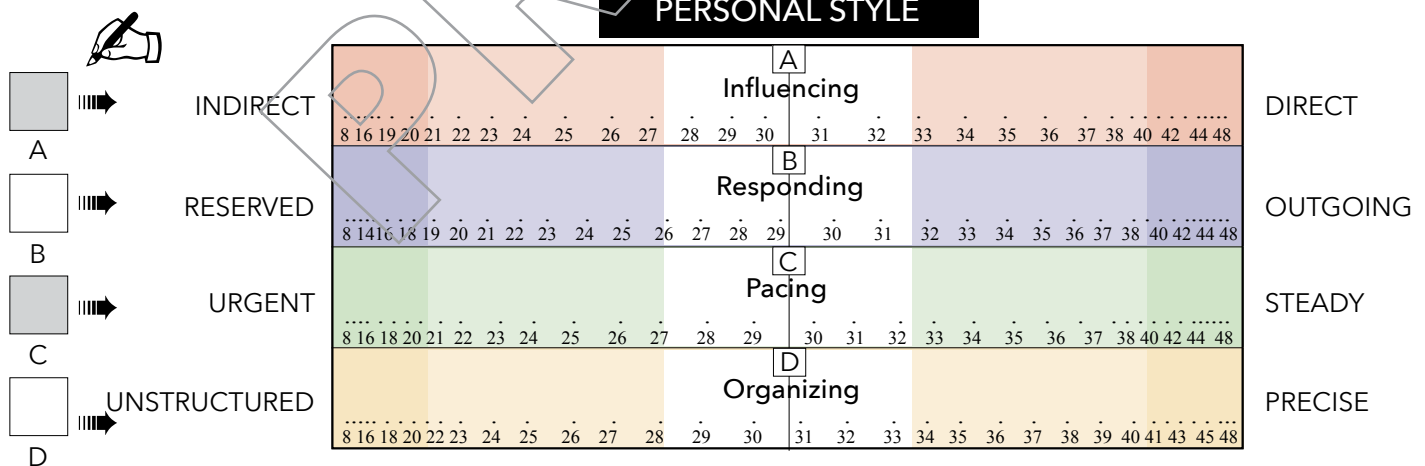 PERSONAL STYLE
A
Influencing
INDIRECT
DIRECT
8 16 19 20 21 22 23 24 25 26 27 28 29 30 31 32 33 34 35 36 37 38 40 42 44 48
A
B
Responding
RESERVED
OUTGOING
8 14 16 18 19 20 21 22 23 24 25 26 27 28 29 30 31 32 33 34 35 36 37 38 40 42 44 48
B
C
Pacing
URGENT
STEADY
8 16 18 20 21 22 23 24 25 26 27 28 29 30 31 32 33 34 35 36 37 38 40 42 44 48
C
D
Organizing
UNSTRUCTURED
PRECISE
8 16 18 20 22 23 24 25 26 27 28 29 30 31 32 33 34 35 36 37 38 39 40 41 43 45 48
D